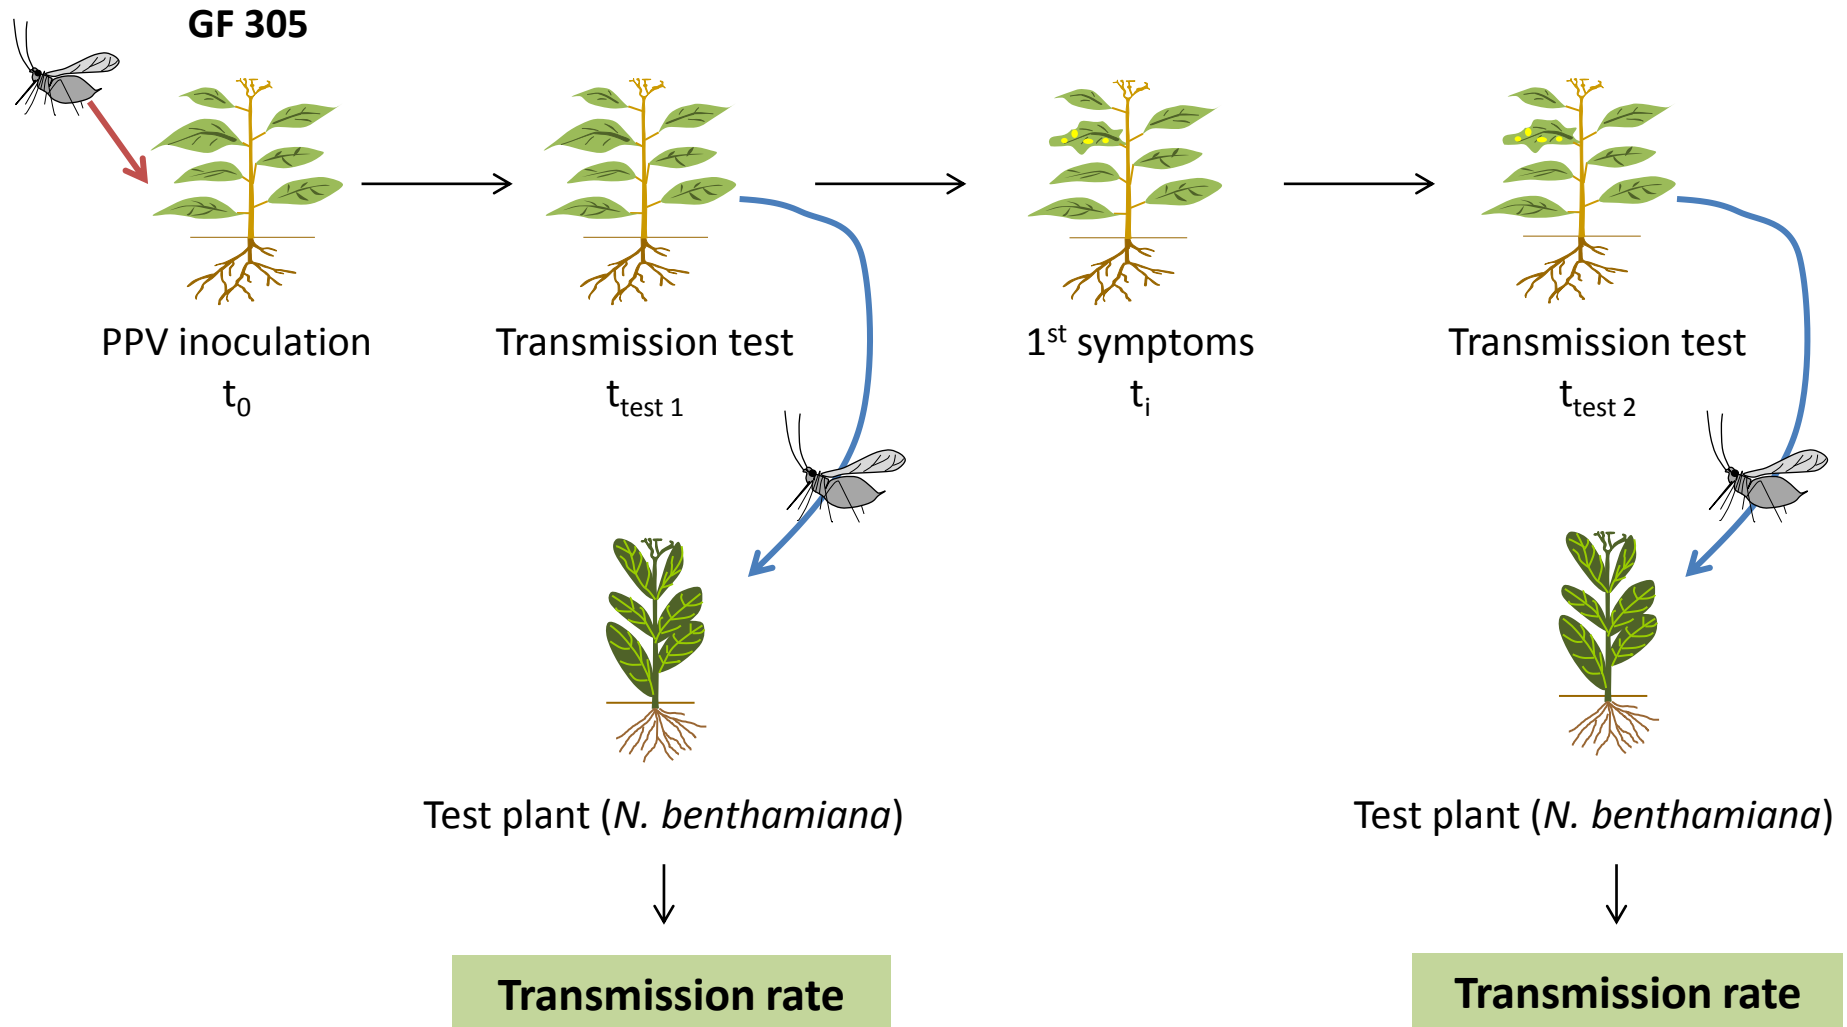 GF 305
PPV inoculation
t0
Transmission test
ttest 1
1st symptoms
ti
Transmission test
ttest 2
Test plant (N. benthamiana)
Test plant (N. benthamiana)
Transmission rate
Transmission rate